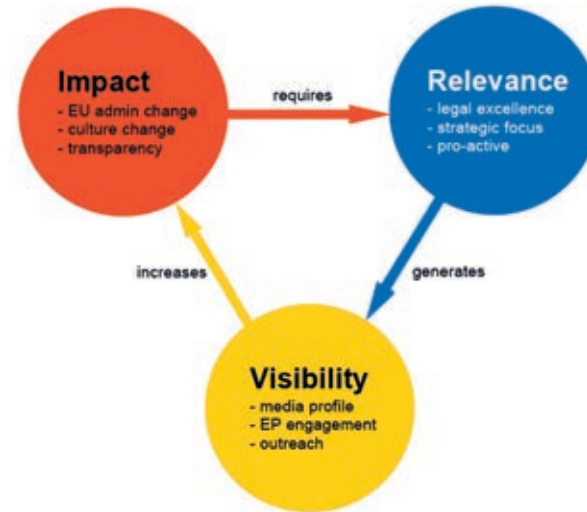 Impact
- EU admin change
- culture change
- transparency
requires
Relevance
- legal excellence
- strategic focus
- pro-active
increases
generates
Visibility
- media profile
- EP engagement
- outreach